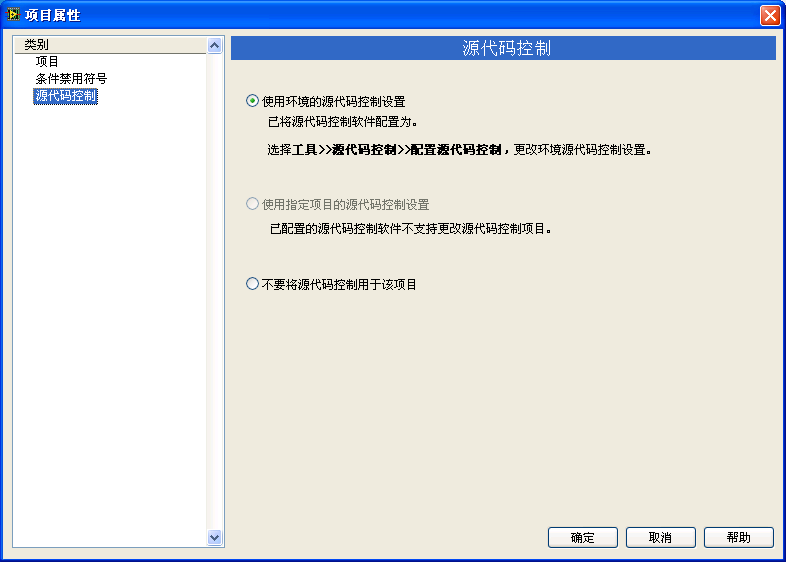 项目属性
类别
项目
条件禁用符号
源代码控制
源代码控制
使用环境的源代码控制设置
已将源代码控制软件配置为。
选择工具>>源代码控制>>配置源代码控制，更改环境源代码控制设置。
使用指定项目的源代码控制设置
已配置的源代码控制软件不支持更改源代码控制项目。
不要将源代码控制用于该项目
确定
取消
帮助